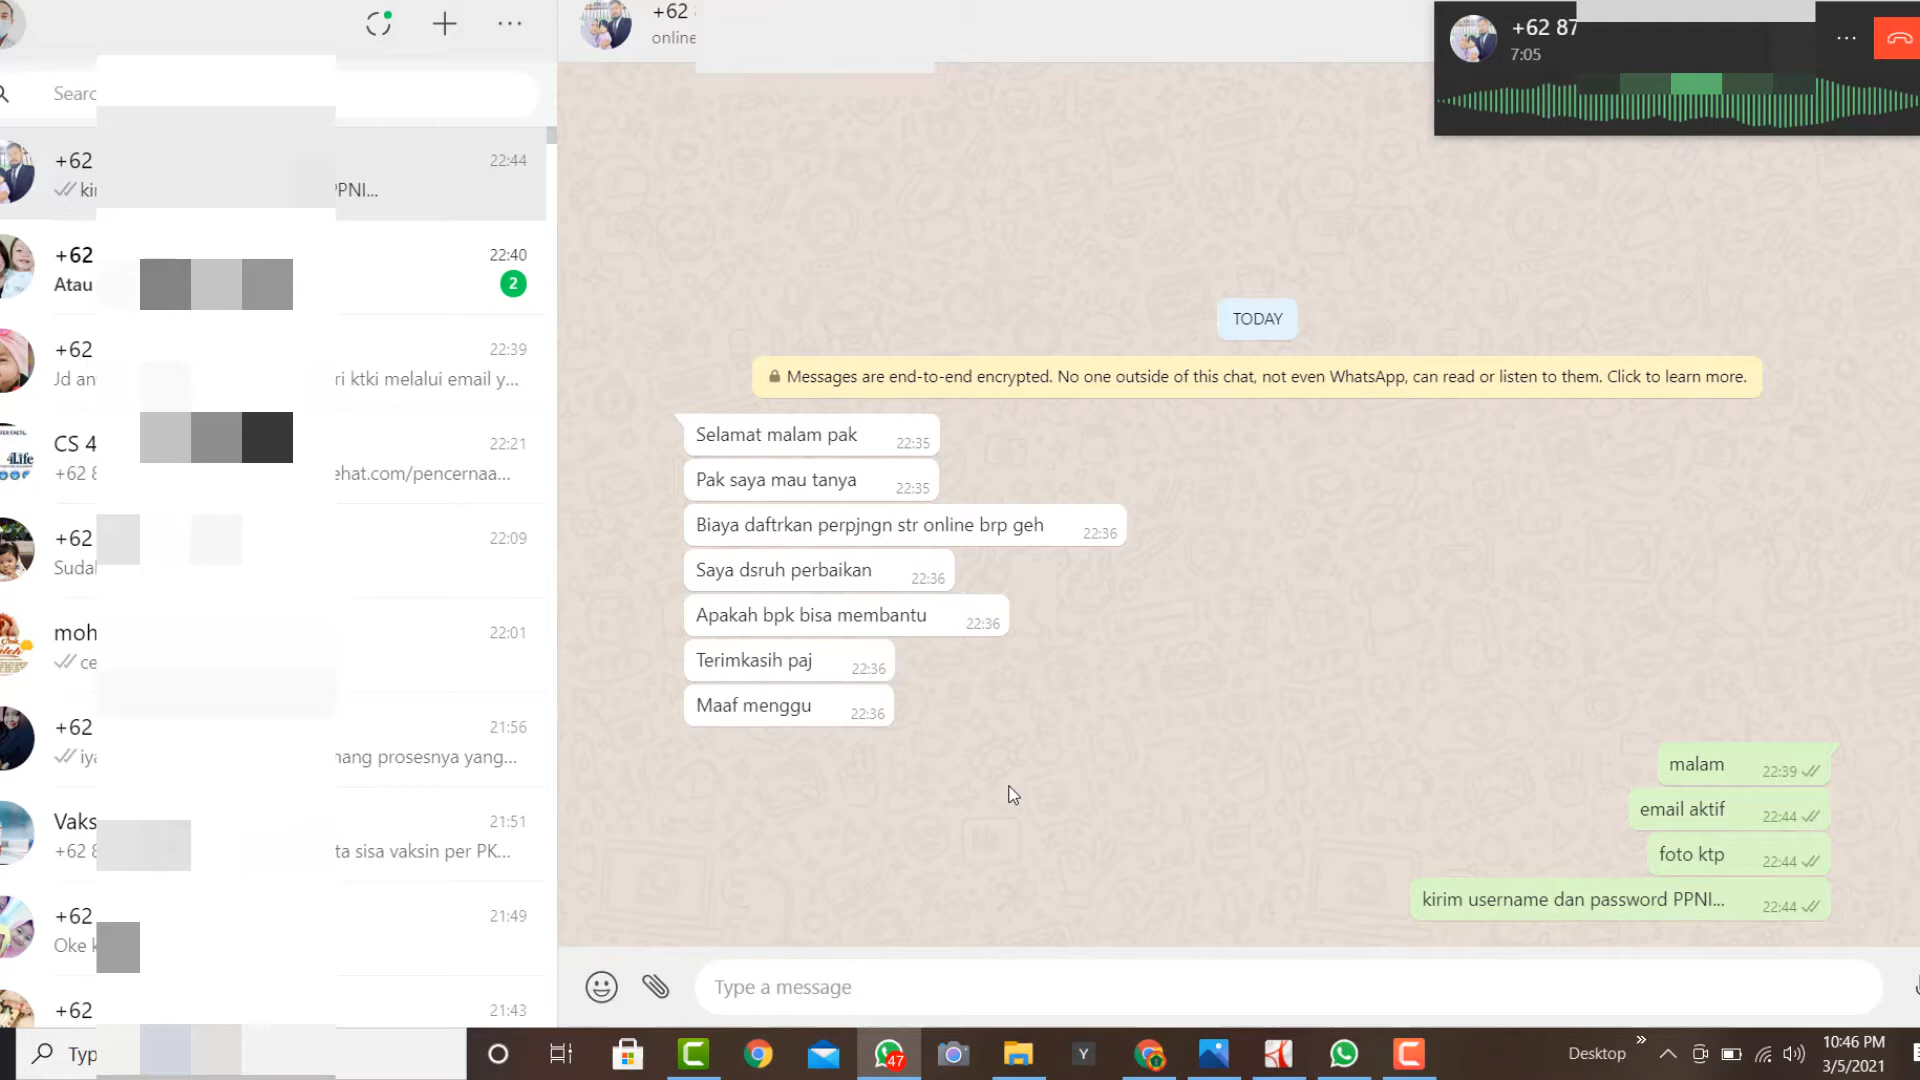 +62
online
+62 87
7:05
Searc
+62
22:44
PPNI...
+62
22:40
Atau
2
+62
22:39
Jd an
ri ktki melalui email y...
CS 4
22:21
4Life
+62 8
ehat.com/pencernaa...
+62
22:09
Sudal
moh
22:01
ce
+62
21:56
iya
nang prosesnya yang...
Vaks
21:51
+62 8
ta sisa vaksin per PK...
+62
21:49
Oke k
+62
21:43
TODAY
Messages are end-to-end encrypted. No one outside of this chat, not even WhatsApp, can read or listen to them. Click to learn more.
Selamat malam pak 22:35
Pak saya mau tanya 22:35
Biaya daftrkan perpjngn str online brp geh 22:36
Saya dsruh perbaikan 22:36
Apakah bpk bisa membantu 22:36
Terimkasih paj 22:36
Maaf menggu 22:36
malam 22:39
email aktif 22:44
foto ktp 22:44
kirim username dan password PPNI... 22:44
Type a message
Typ
47
Y
Desktop
10:46 PM
3/5/2021